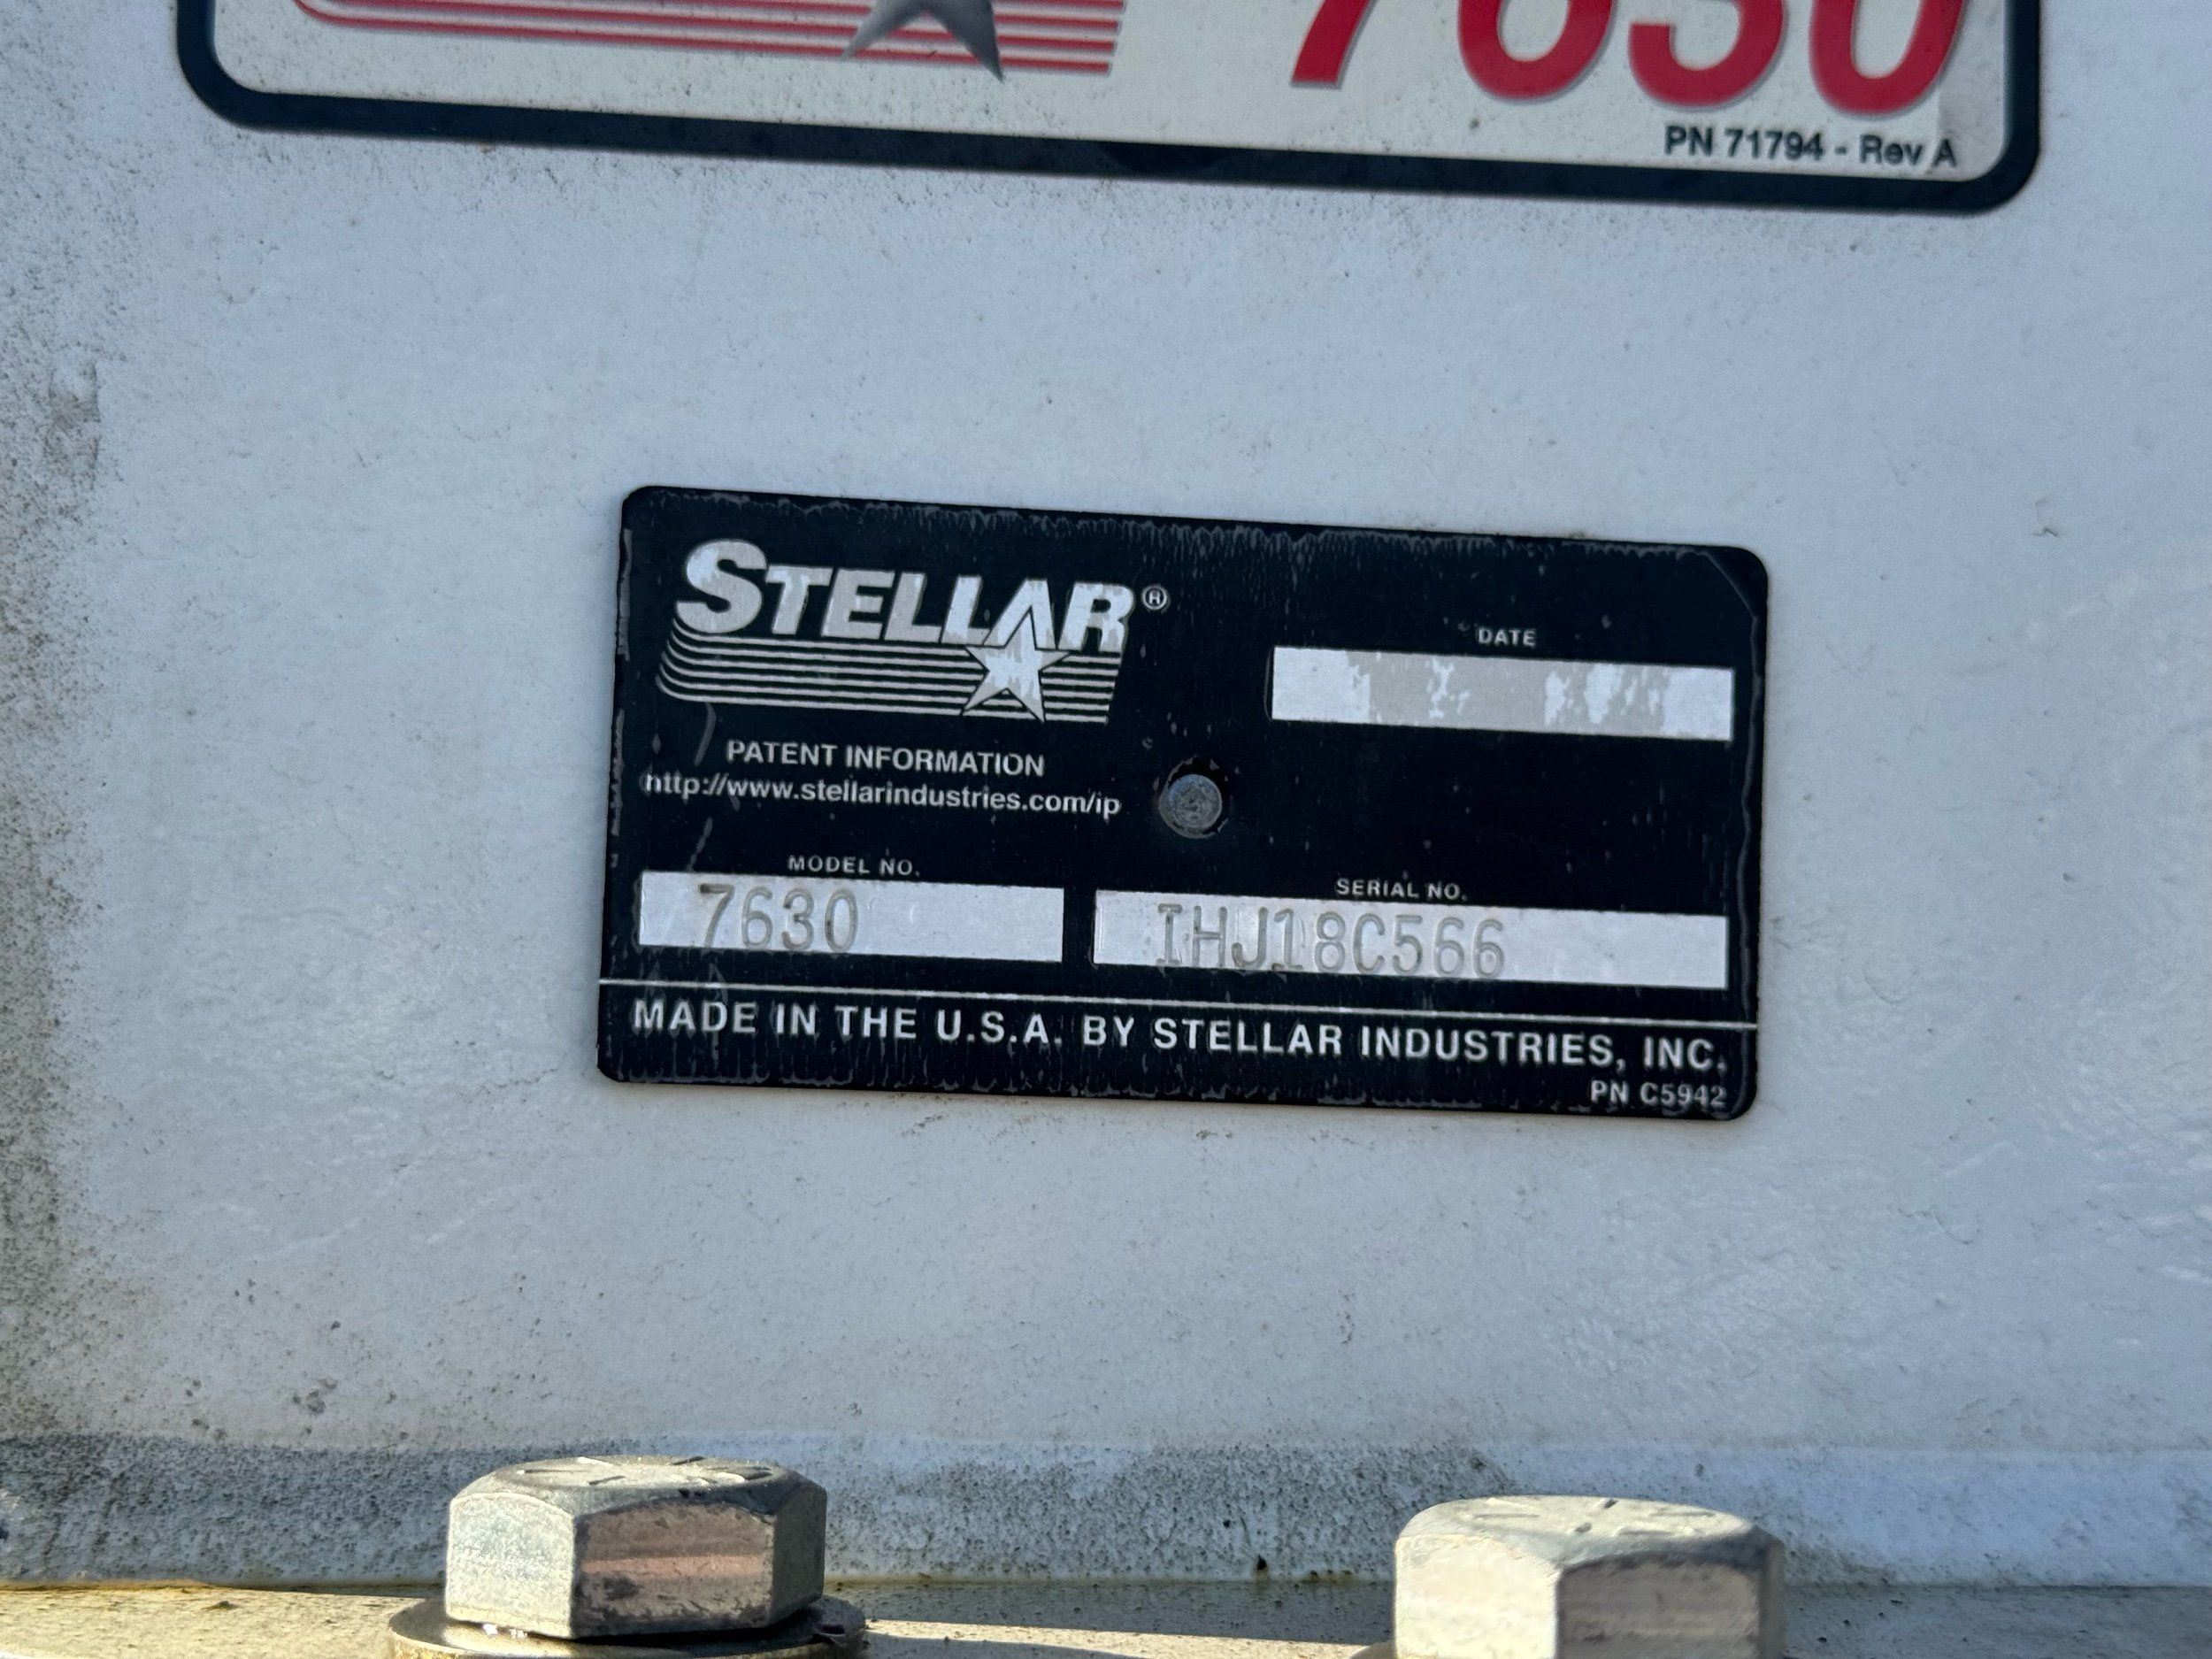 7630
PN 71794 - Rev A
STELLAR®
DATE
PATENT INFORMATION
http://www.stellarindustries.com/ip
MODEL NO.
7630
SERIAL NO.
IHJ18C566
MADE IN THE U.S.A. BY STELLAR INDUSTRIES, INC.
PN C5942